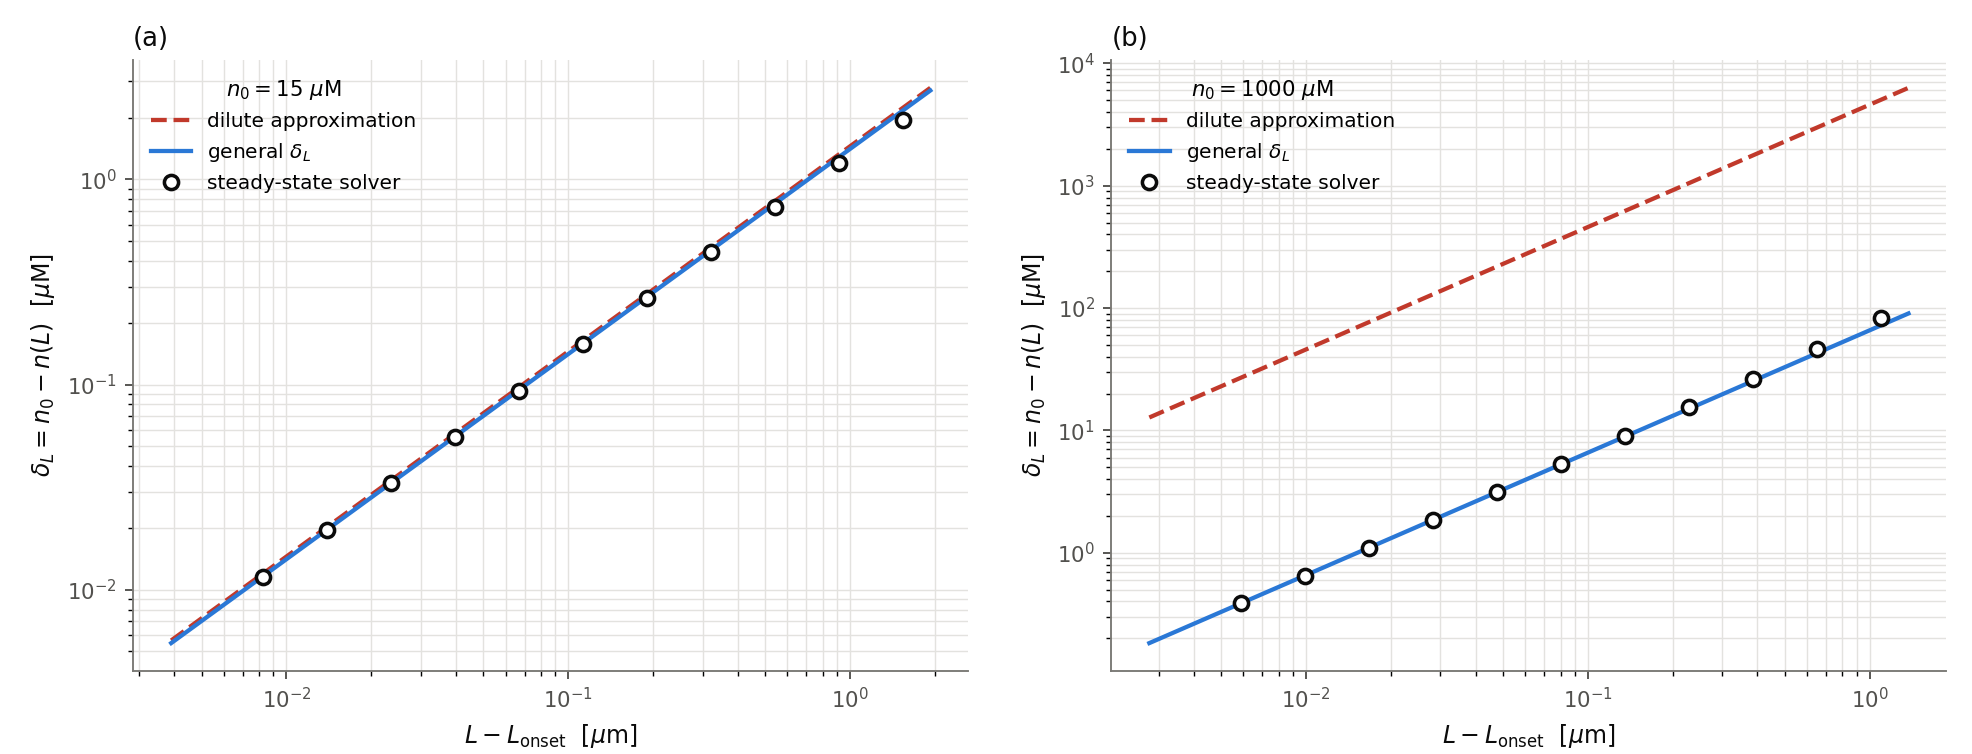 (a)
n₀ = 15 μM
dilute approximation
general δ_L
steady-state solver
10⁰
10⁻¹
10⁻²
δ_L = n₀ − n(L) [μM]
10⁻² 10⁻¹ 10⁰
L − L_onset [μm]
(b)
n₀ = 1000 μM
dilute approximation
general δ_L
steady-state solver
10⁴
10³
10²
10¹
10⁰
δ_L = n₀ − n(L) [μM]
10⁻² 10⁻¹ 10⁰
L − L_onset [μm]